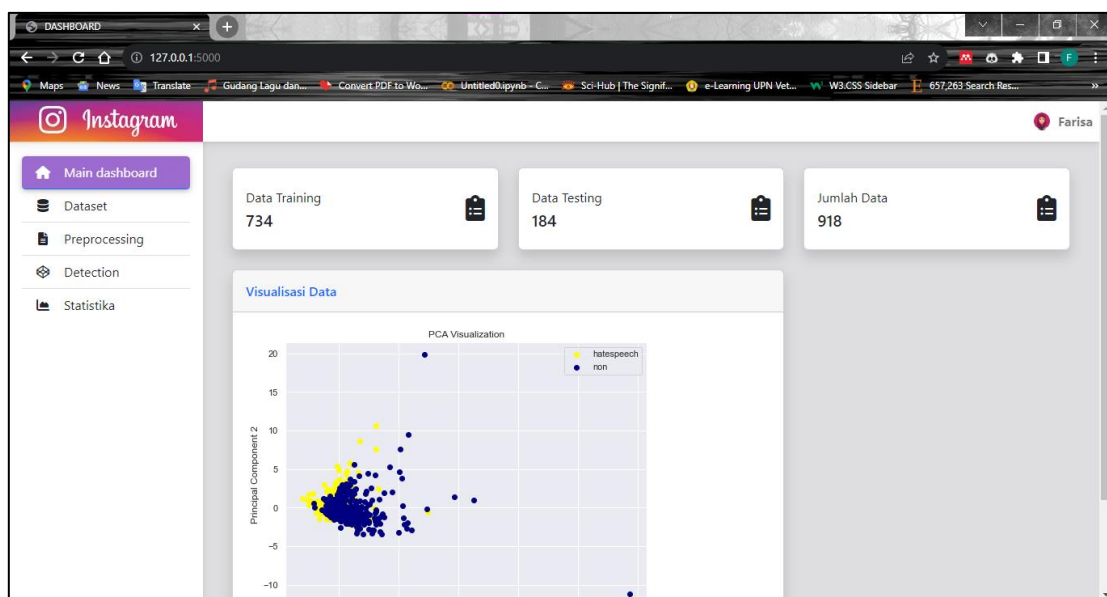 DASHBOARD
127.0.0.1:5000
Maps News Translate Gudang Lagu dan... Convert PDF to Wo... Untitled0.ipynb - C... Sci-Hub | The Signif... e-Learning UPN Vet... W3.CSS Sidebar 657,263 Search Res... »
Instagram
Farisa
Main dashboard
Dataset
Preprocessing
Detection
Statistika
Data Training
734
Data Testing
184
Jumlah Data
918
Visualisasi Data
PCA Visualization
hatespeech
non
Principal Component 2
20
15
10
5
0
−5
−10
F